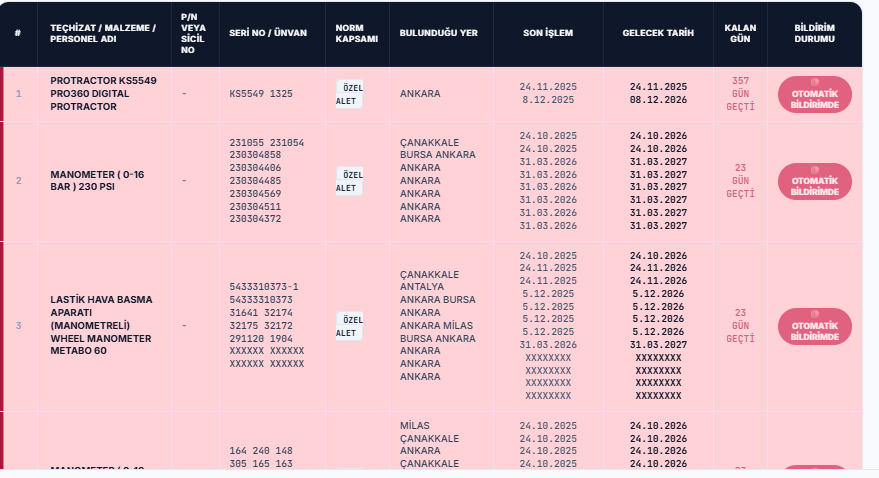 #
TEÇHİZAT / MALZEME /
PERSONEL ADI
P/N
VEYA
SİCİL
NO
SERİ NO / ÜNVAN
NORM
KAPSAMI
BULUNDUĞU YER
SON İŞLEM
GELECEK TARİH
KALAN
GÜN
BİLDİRİM
DURUMU
1
PROTRACTOR KS5549
PRO360 DIGITAL
PROTRACTOR
-
KS5549 1325
ÖZEL
ALET
ANKARA
24.11.2025
8.12.2025
24.11.2025
08.12.2026
357
GÜN
GEÇTİ
OTOMATİK
BİLDİRİMDE
2
MANOMETER ( 0-16
BAR ) 230 PSI
-
231055 231054
230304858
230304406
230304485
230304569
230304511
230304372
ÖZEL
ALET
ÇANAKKALE
BURSA ANKARA
ANKARA
ANKARA
ANKARA
ANKARA
ANKARA
24.10.2025
24.10.2025
31.03.2026
31.03.2026
31.03.2026
31.03.2026
31.03.2026
31.03.2026
24.10.2026
24.10.2026
31.03.2027
31.03.2027
31.03.2027
31.03.2027
31.03.2027
31.03.2027
23
GÜN
GEÇTİ
OTOMATİK
BİLDİRİMDE
3
LASTİK HAVA BASMA
APARATI
(MANOMETRELİ)
WHEEL MANOMETER
METABO 60
-
5433310373-1
54333310373
31641 32174
32175 32172
291120 1904
XXXXXX XXXXXX
XXXXXX XXXXXX
ÖZEL
ALET
ÇANAKKALE
ANTALYA
ANKARA BURSA
ANKARA
ANKARA MİLAS
BURSA ANKARA
ANKARA
ANKARA
ANKARA
24.10.2025
24.11.2025
24.11.2025
5.12.2025
5.12.2025
5.12.2025
5.12.2025
31.03.2026
XXXXXXXX
XXXXXXXX
XXXXXXXX
XXXXXXXX
24.10.2026
24.11.2026
24.11.2026
5.12.2026
5.12.2026
5.12.2026
5.12.2026
31.03.2027
XXXXXXXX
XXXXXXXX
XXXXXXXX
XXXXXXXX
23
GÜN
GEÇTİ
OTOMATİK
BİLDİRİMDE
164 240 148
305 165 163
MİLAS
ÇANAKKALE
ANKARA
ÇANAKKALE
24.10.2025
24.10.2025
24.10.2025
24.10.2025
24.10.2026
24.10.2026
24.10.2026
24.10.2026